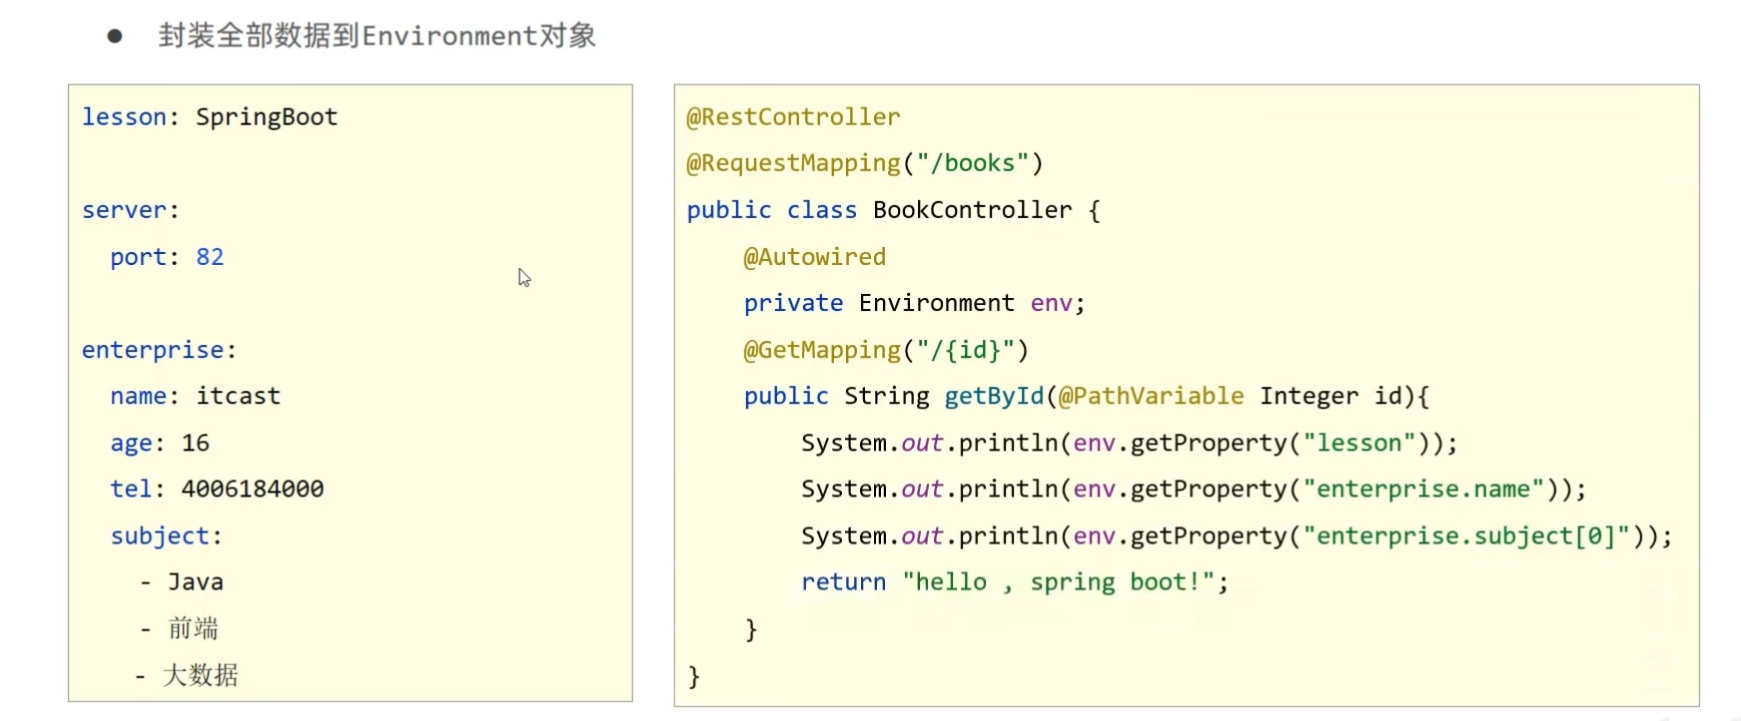 ● 封装全部数据到Environment对象
lesson: SpringBoot
server:
  port: 82
enterprise:
  name: itcast
  age: 16
  tel: 4006184000
  subject:
    - Java
    - 前端
    - 大数据
@RestController
@RequestMapping("/books")
public class BookController {
    @Autowired
    private Environment env;
    @GetMapping("/{id}")
    public String getById(@PathVariable Integer id){
        System.out.println(env.getProperty("lesson"));
        System.out.println(env.getProperty("enterprise.name"));
        System.out.println(env.getProperty("enterprise.subject[0]"));
        return "hello , spring boot!";
    }
}